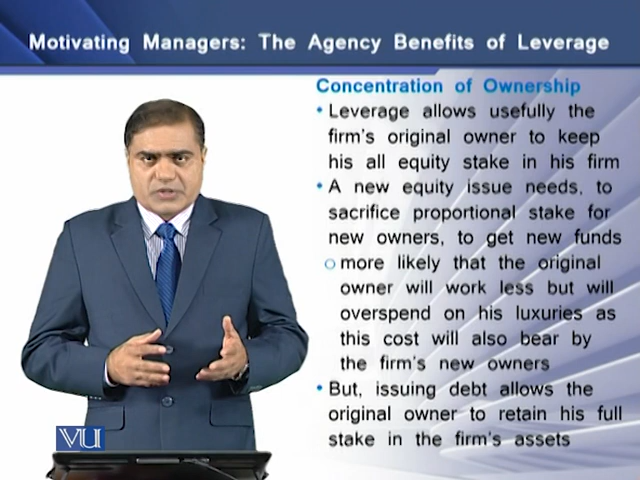 Motivating Managers: The Agency Benefits of Leverage
Concentration of Ownership
• Leverage allows usefully the
firm's original owner to keep
his all equity stake in his firm
• A new equity issue needs, to
sacrifice proportional stake for
new owners, to get new funds
○ more likely that the original
owner will work less but will
overspend on his luxuries as
this cost will also bear by
the firm's new owners
• But, issuing debt allows the
original owner to retain his full
stake in the firm's assets
VU